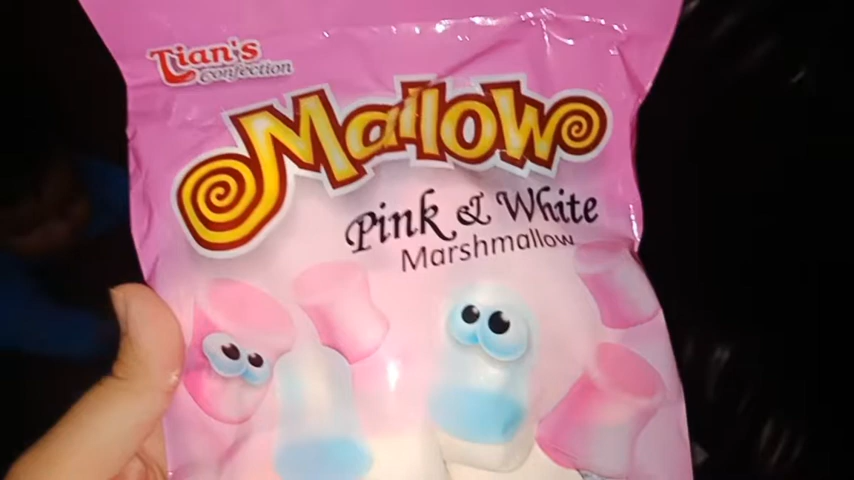 Tian's
confection
Mallow
Pink & White
Marshmallow